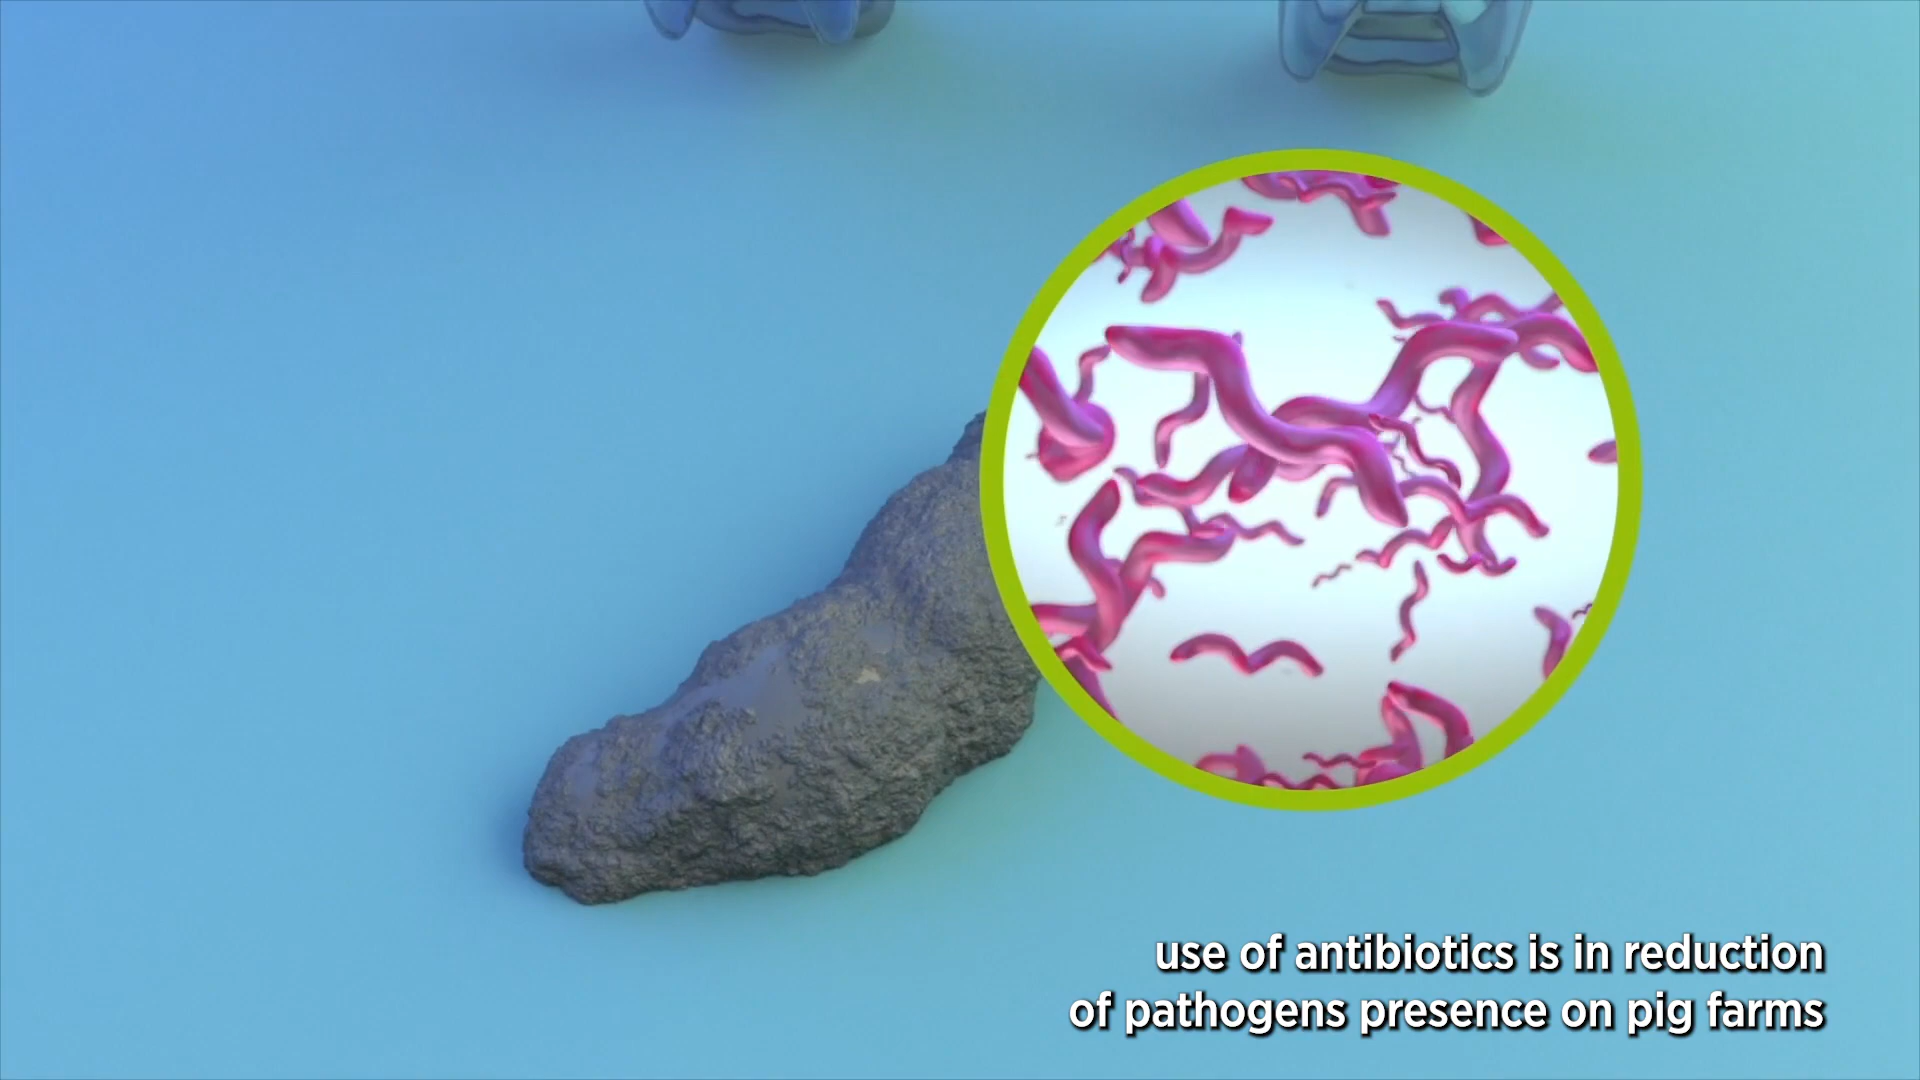 use of antibiotics is in reduction
of pathogens presence on pig farms